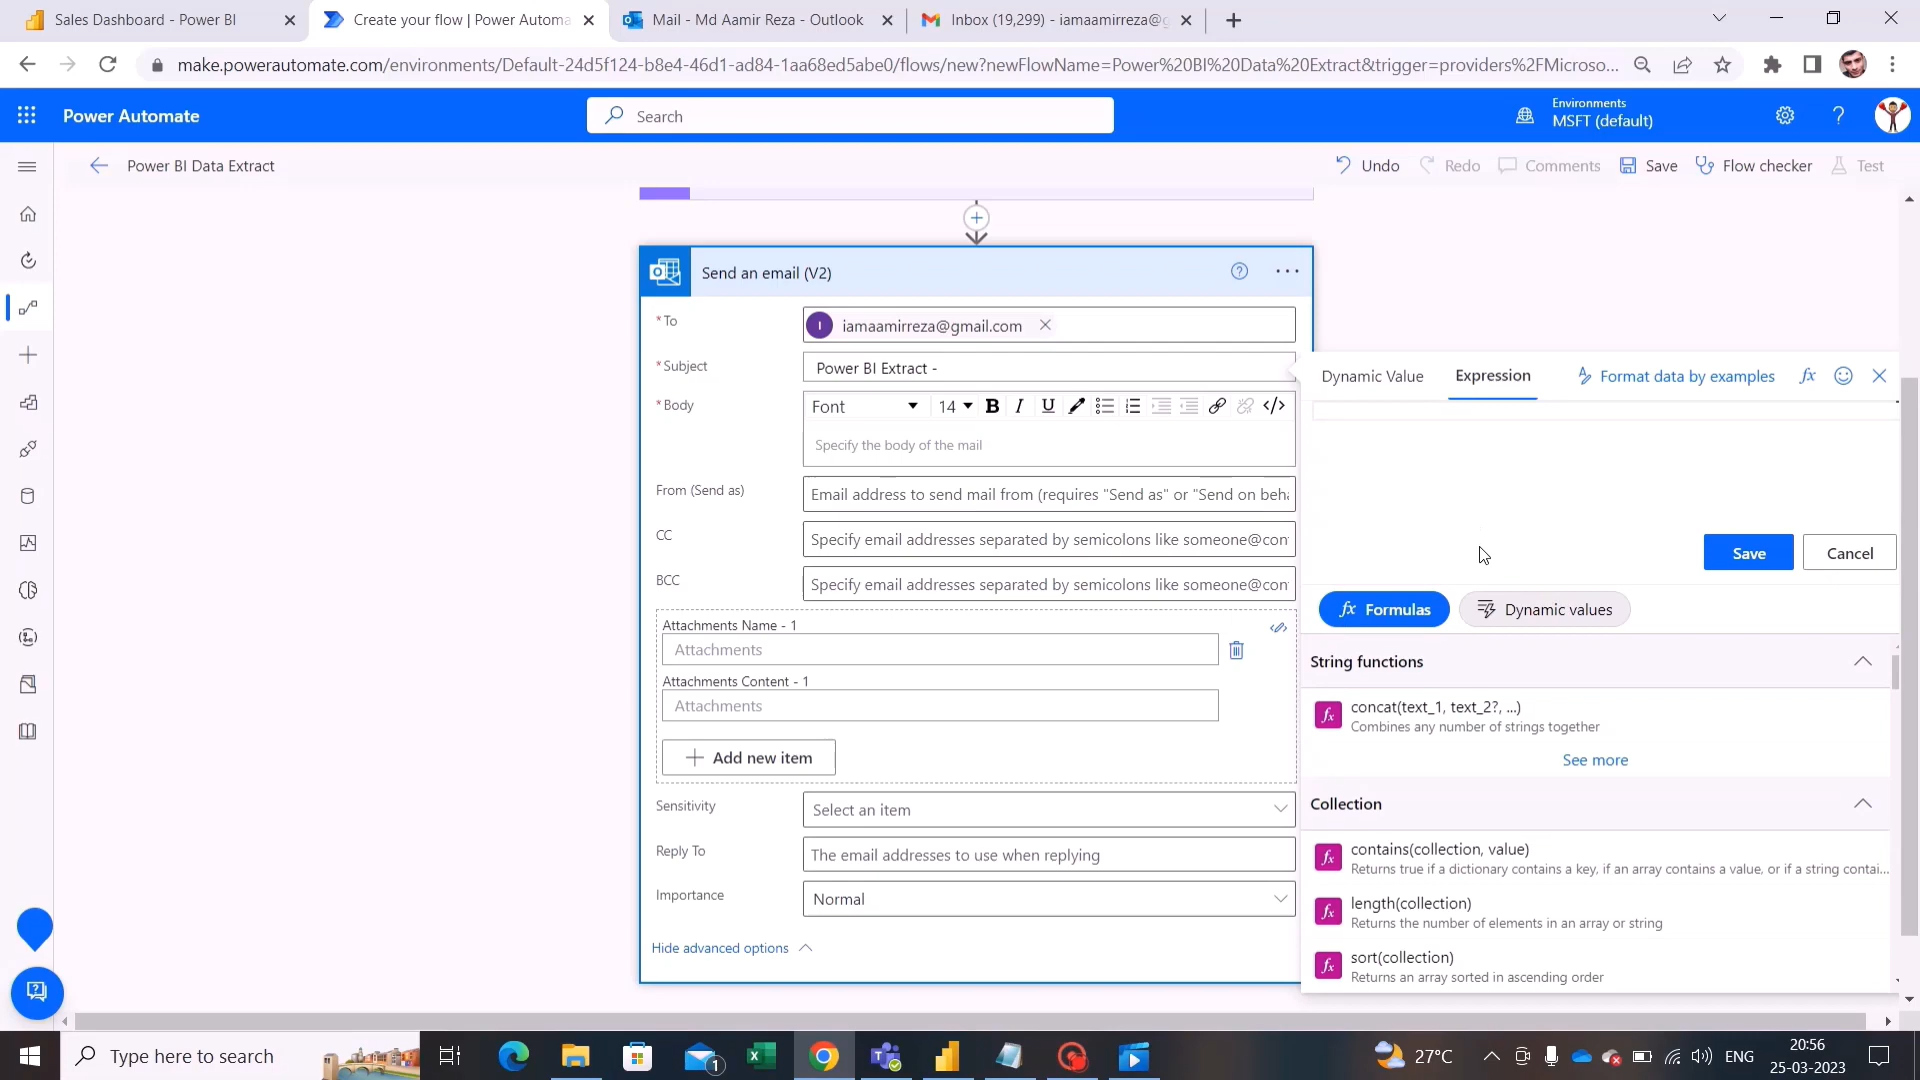 Sales Dashboard - Power BI
Create your flow | Power Automa
Mail - Md Aamir Reza - Outlook
Inbox (19,299) - iamaamirreza@g
make.powerautomate.com/environments/Default-24d5f124-b8e4-46d1-ad84-1aa68ed5abe0/flows/new?newFlowName=Power%20BI%20Data%20Extract&trigger=providers%2FMicroso...
Power Automate
Search
Environments
MSFT (default)
Power BI Data Extract
Undo
Redo
Comments
Save
Flow checker
Test
Send an email (V2)
* To
I
iamaamirreza@gmail.com
* Subject
Power BI Extract -
* Body
Font
14
B
I
U
</>
Specify the body of the mail
From (Send as)
Email address to send mail from (requires "Send as" or "Send on beha
CC
Specify email addresses separated by semicolons like someone@con
BCC
Specify email addresses separated by semicolons like someone@con
Attachments Name - 1
Attachments
Attachments Content - 1
Attachments
Add new item
Sensitivity
Select an item
Reply To
The email addresses to use when replying
Importance
Normal
Hide advanced options
Dynamic Value
Expression
Format data by examples
fx
Save
Cancel
fx Formulas
Dynamic values
String functions
fx
concat(text_1, text_2?, ...)
Combines any number of strings together
See more
Collection
fx
contains(collection, value)
Returns true if a dictionary contains a key, if an array contains a value, or if a string contai...
fx
length(collection)
Returns the number of elements in an array or string
fx
sort(collection)
Returns an array sorted in ascending order
Type here to search
1
27°C
ENG
20:56
25-03-2023